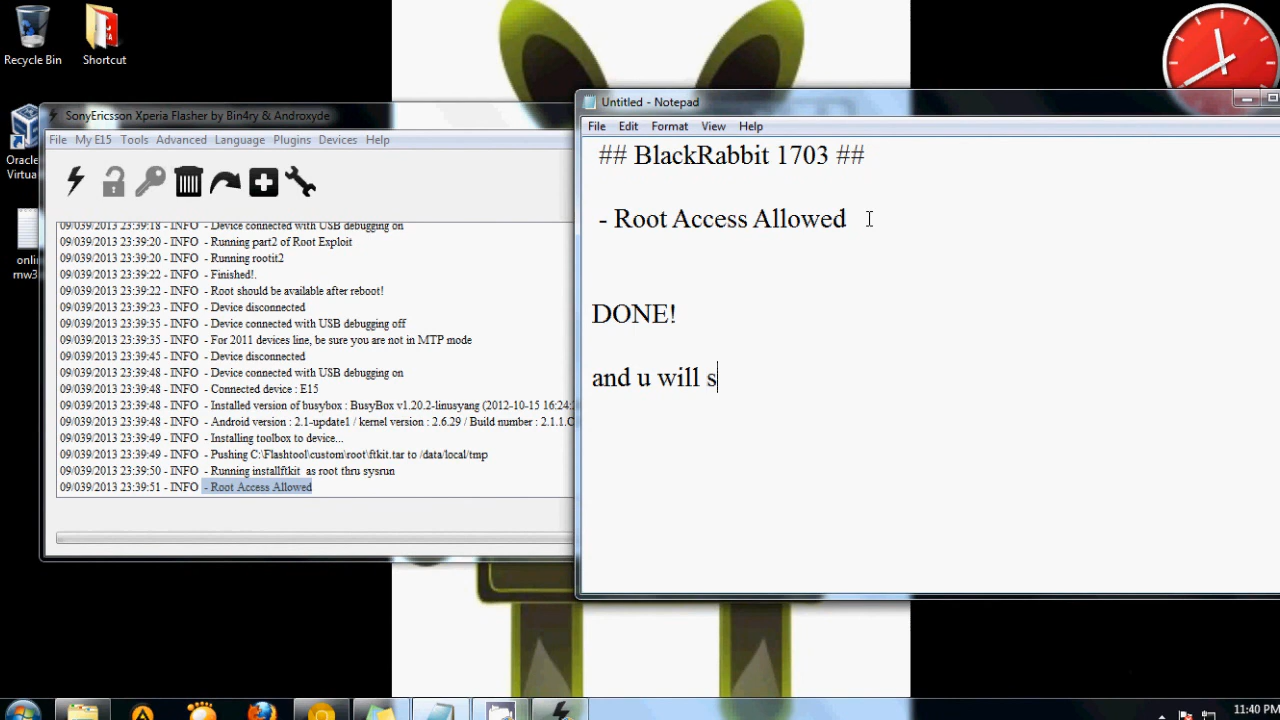 Recycle Bin
Shortcut
Oracle
Virtua
onli
mw3
SonyEricsson Xperia Flasher by Bin4ry & Androxyde
File My E15 Tools Advanced Language Plugins Devices Help
09/039/2013 23:39:18 - INFO - Device connected with USB debugging on
09/039/2013 23:39:20 - INFO - Running part2 of Root Exploit
09/039/2013 23:39:20 - INFO - Running rootit2
09/039/2013 23:39:22 - INFO - Finished!.
09/039/2013 23:39:22 - INFO - Root should be available after reboot!
09/039/2013 23:39:23 - INFO - Device disconnected
09/039/2013 23:39:35 - INFO - Device connected with USB debugging off
09/039/2013 23:39:35 - INFO - For 2011 devices line, be sure you are not in MTP mode
09/039/2013 23:39:45 - INFO - Device disconnected
09/039/2013 23:39:48 - INFO - Device connected with USB debugging on
09/039/2013 23:39:48 - INFO - Connected device : E15
09/039/2013 23:39:48 - INFO - Installed version of busybox : BusyBox v1.20.2-linusyang (2012-10-15 16:24:
09/039/2013 23:39:48 - INFO - Android version : 2.1-update1 / kernel version : 2.6.29 / Build number : 2.1.1.C
09/039/2013 23:39:49 - INFO - Installing toolbox to device...
09/039/2013 23:39:49 - INFO - Pushing C:\Flashtool\custom\root\ftkit.tar to /data/local/tmp
09/039/2013 23:39:50 - INFO - Running installftkit as root thru sysrun
09/039/2013 23:39:51 - INFO - Root Access Allowed
Untitled - Notepad
File Edit Format View Help
## BlackRabbit 1703 ##
- Root Access Allowed
DONE!
and u will s
11:40 PM